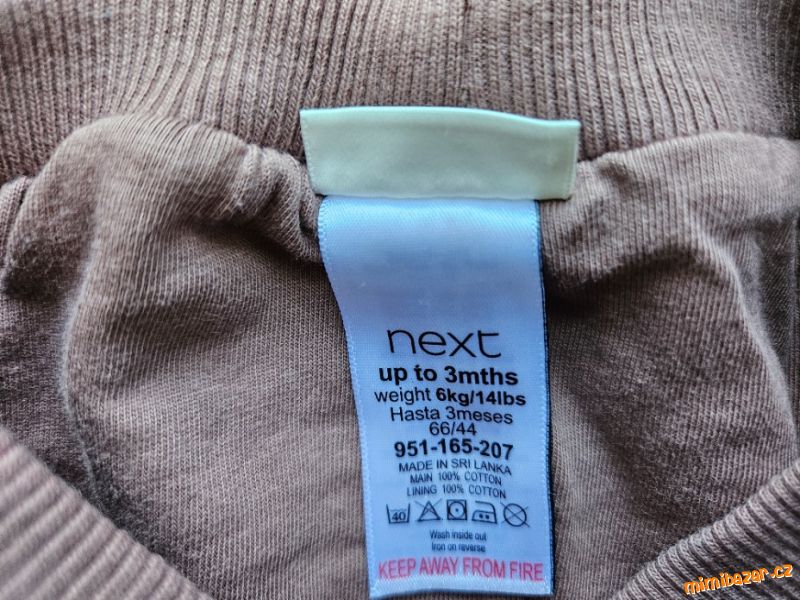 next
up to 3mths
weight 6kg/14lbs
Hasta 3meses
66/44
951-165-207
MADE IN SRI LANKA
MAIN 100% COTTON
LINING 100% COTTON
40
Wash inside out
Iron on reverse
KEEP AWAY FROM FIRE
mimibazar.cz